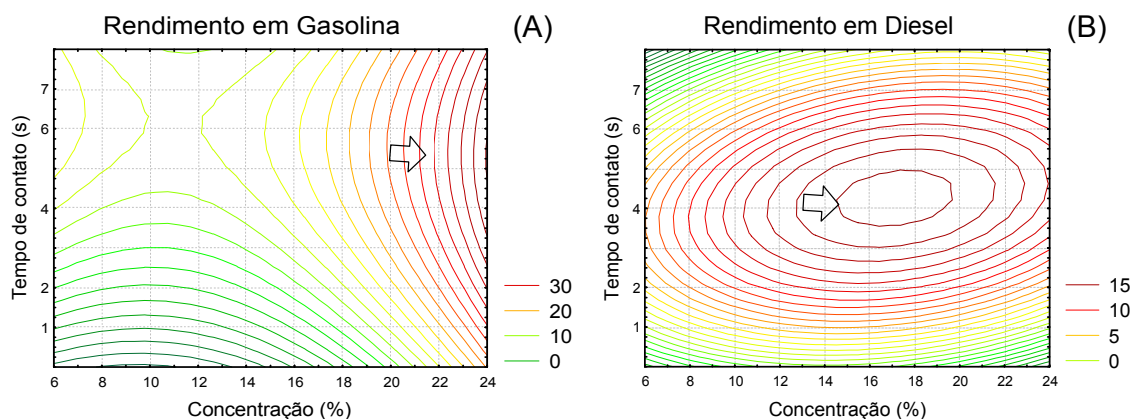 Rendimento em Gasolina
(A)
Tempo de contato (s)
7
6
4
2
1
6 8 10 12 14 16 18 20 22 24
Concentração (%)
30
20
10
0
Rendimento em Diesel
(B)
Tempo de contato (s)
7
6
4
2
1
6 8 10 12 14 16 18 20 22 24
Concentração (%)
15
10
5
0